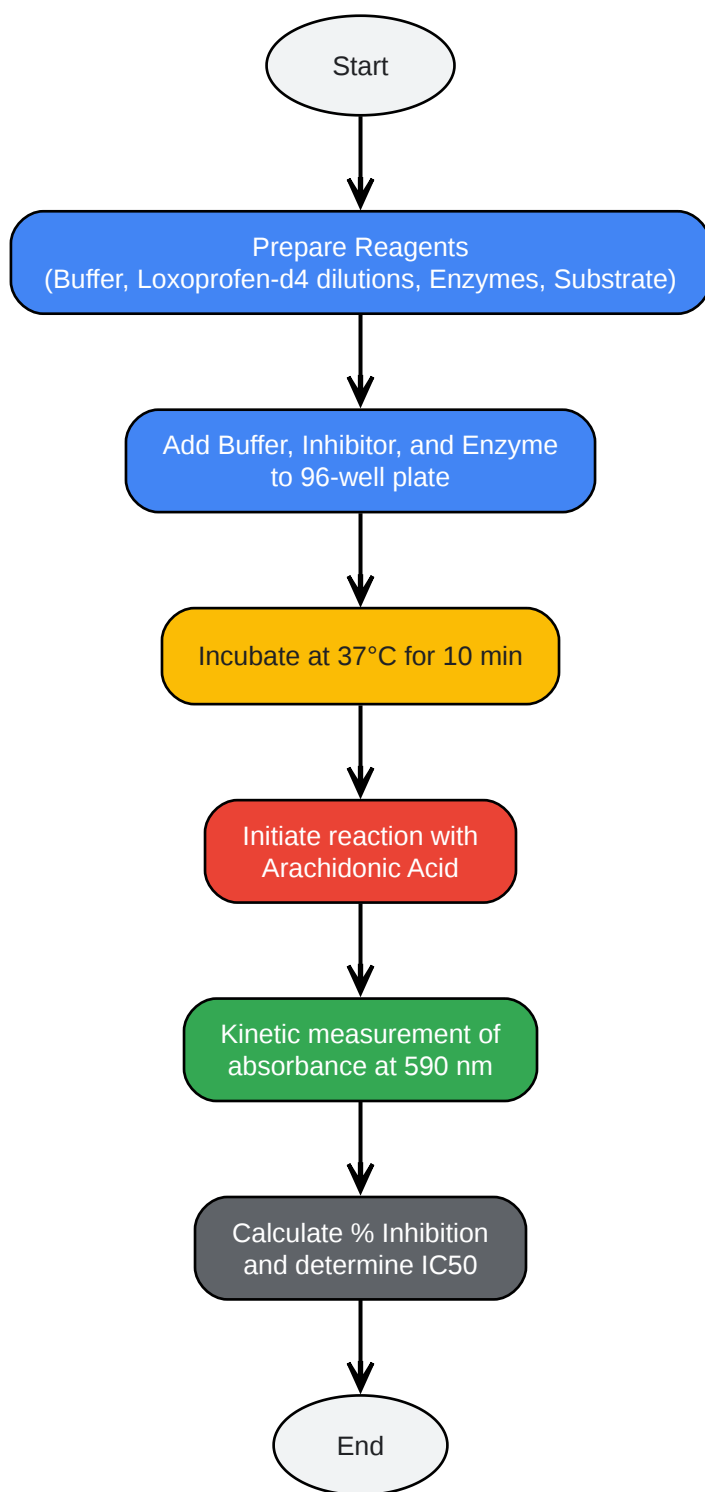 Start
Prepare Reagents
(Buffer, Loxoprofen-d4 dilutions, Enzymes, Substrate)
Add Buffer, Inhibitor, and Enzyme
to 96-well plate
Incubate at 37°C for 10 min
Initiate reaction with
Arachidonic Acid
Kinetic measurement of
absorbance at 590 nm
Calculate % Inhibition
and determine IC50
End